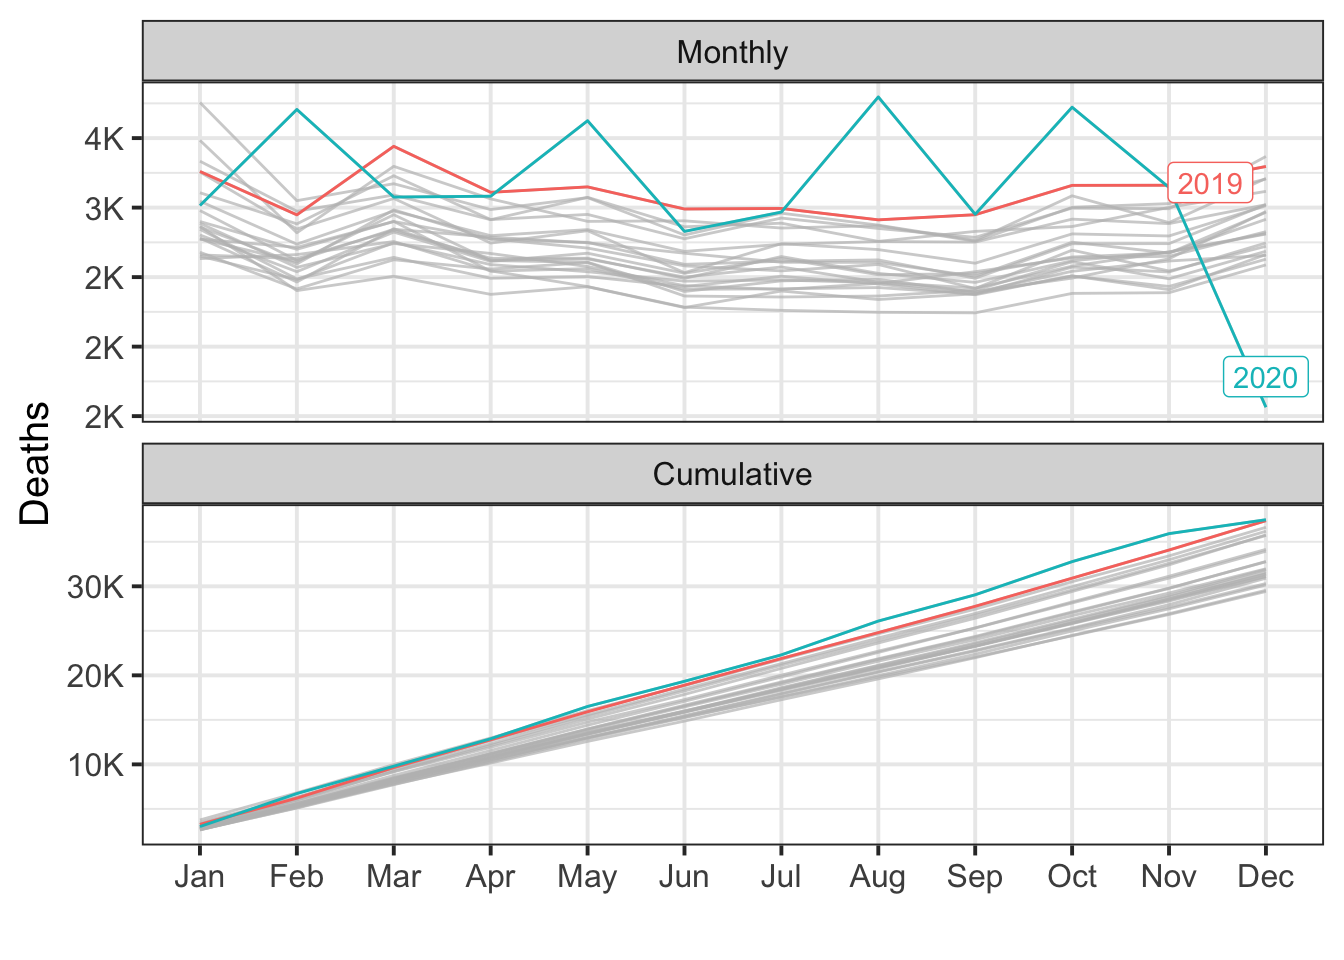 Monthly
4K
3K
2K
2K
2K
2019
2020
Deaths
Cumulative
30K
20K
10K
Jan Feb Mar Apr May Jun Jul Aug Sep Oct Nov Dec